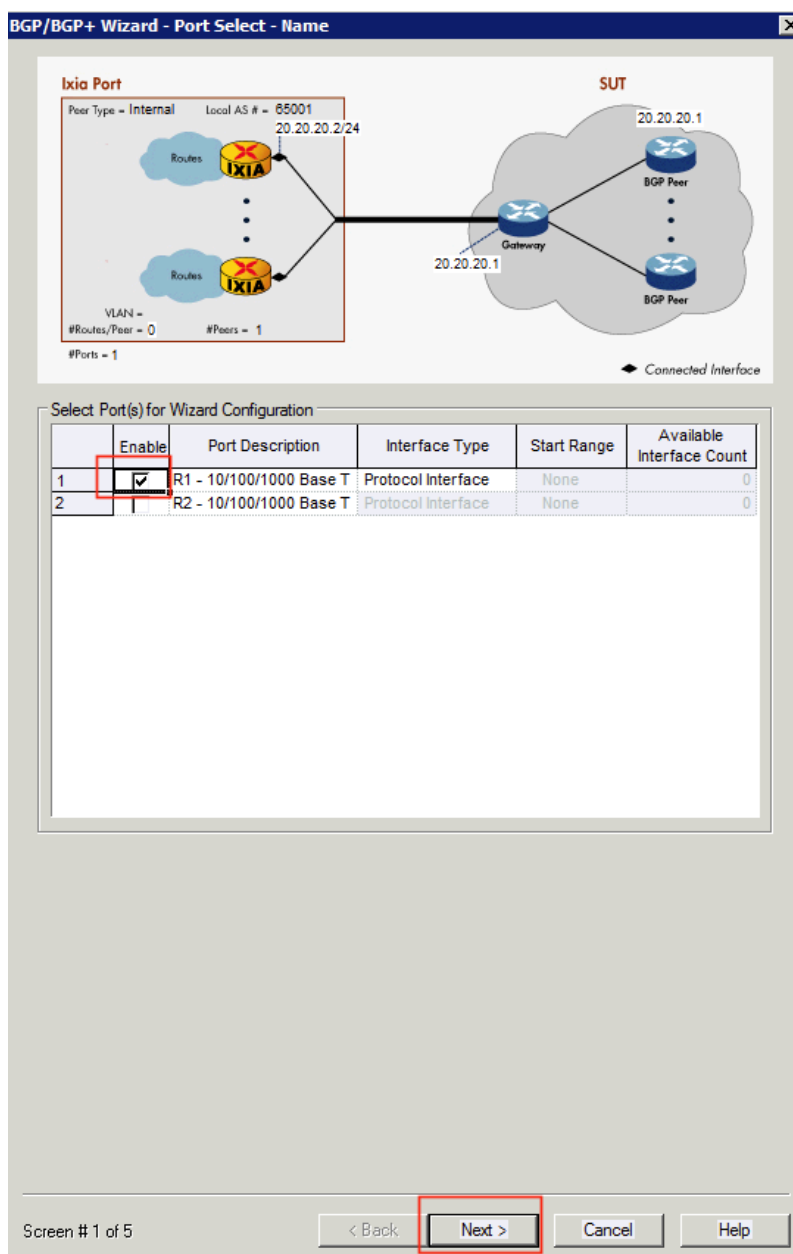 BGP/BGP+ Wizard - Port Select - Name
Ixia Port
SUT
Peer Type = Internal
Local AS # = 65001
20.20.20.2/24
20.20.20.1
Routes
IXIA
BGP Peer
Gateway
20.20.20.1
Routes
IXIA
BGP Peer
VLAN =
#Routes/Peer = 0
#Peers = 1
#Ports = 1
Connected Interface
Select Port(s) for Wizard Configuration
Enable Port Description Interface Type Start Range Available Interface Count
1 R1 - 10/100/1000 Base T Protocol Interface None 0
2 R2 - 10/100/1000 Base T Protocol Interface None 0
Screen # 1 of 5
< Back Next > Cancel Help